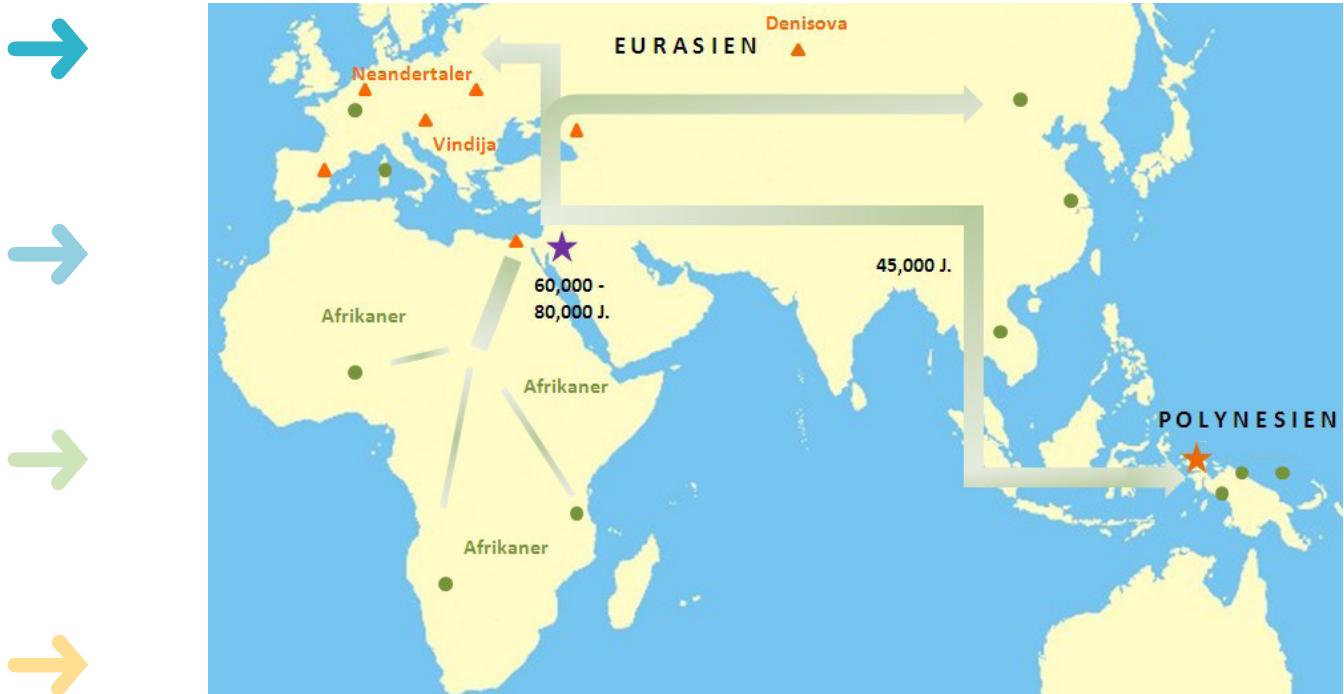 Denisova
EURASIEN
Neandertaler
Vindija
45,000 J.
60,000 -
80,000 J.
Afrikaner
Afrikaner
POLYNESIEN
Afrikaner